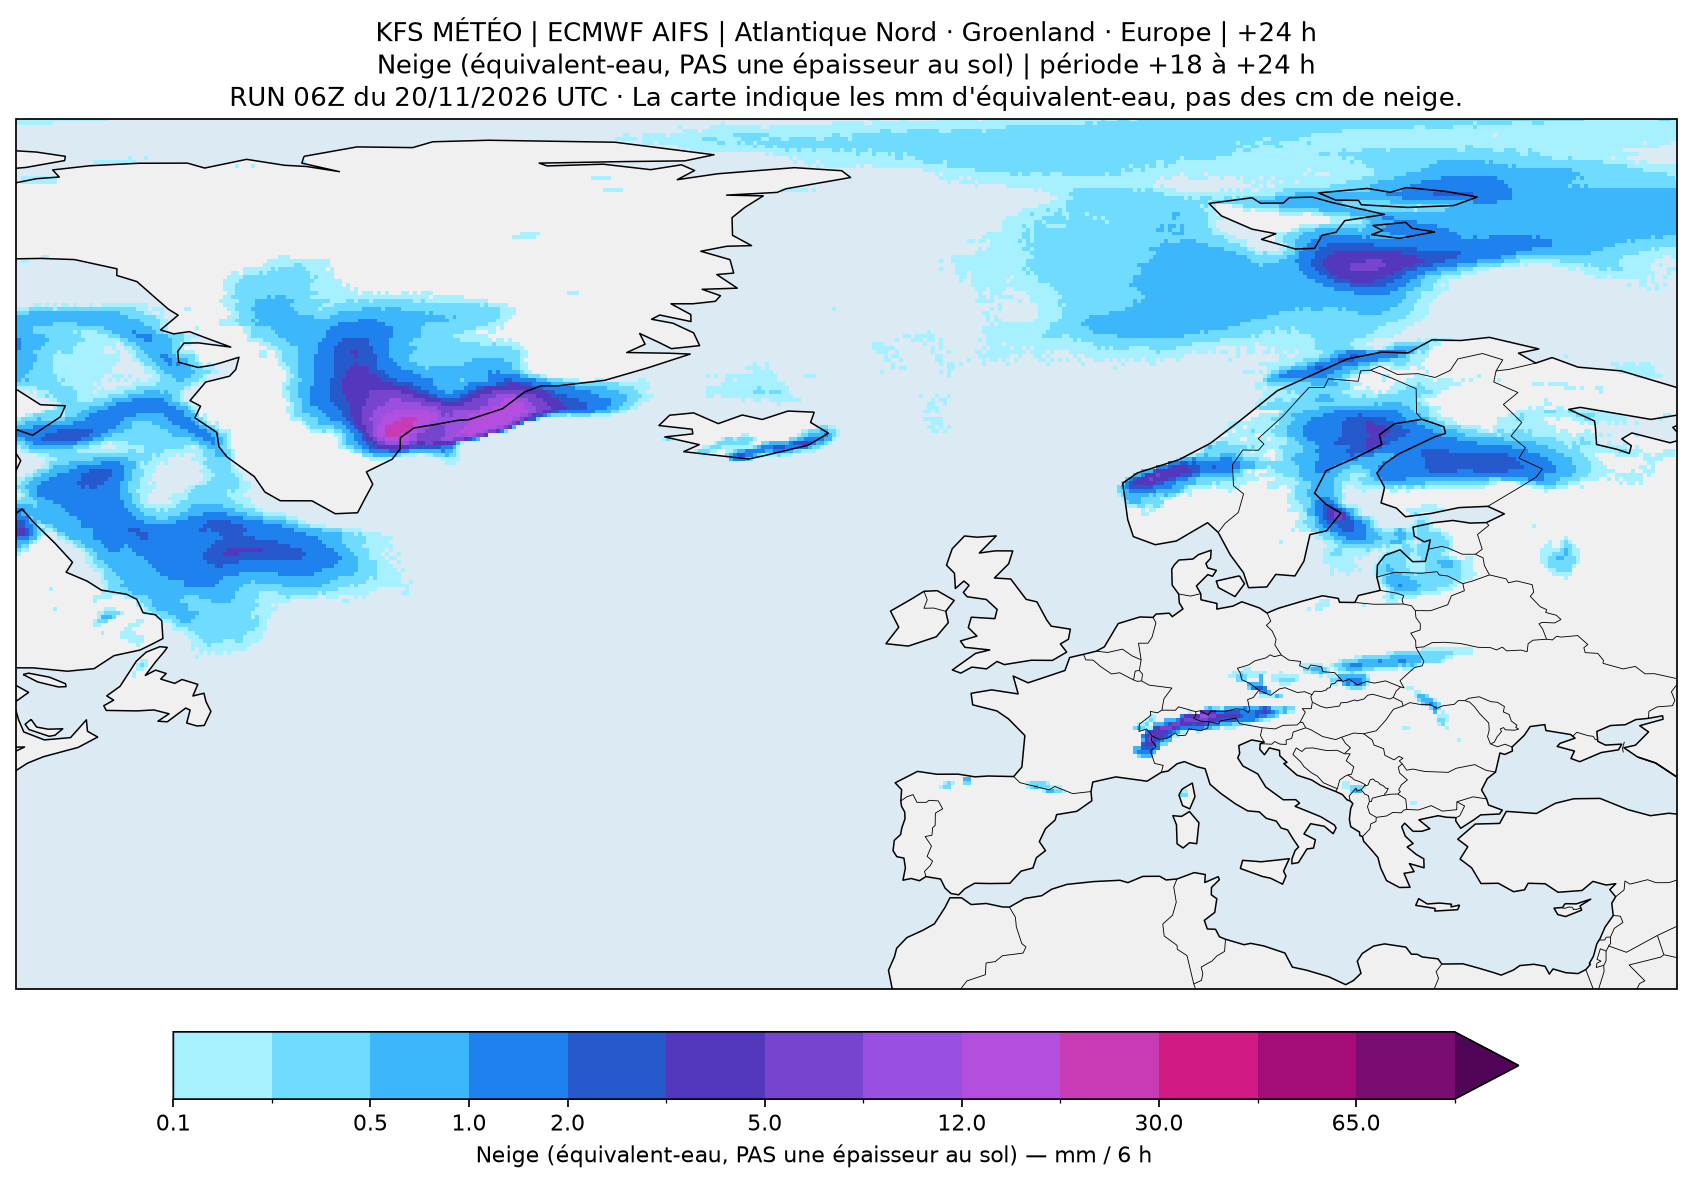 KFS MÉTÉO | ECMWF AIFS | Atlantique Nord · Groenland · Europe | +24 h
Neige (équivalent-eau, PAS une épaisseur au sol) | période +18 à +24 h
RUN 06Z du 20/11/2026 UTC · La carte indique les mm d'équivalent-eau, pas des cm de neige.
0.1 0.5 1.0 2.0 5.0 12.0 30.0 65.0
Neige (équivalent-eau, PAS une épaisseur au sol) — mm / 6 h